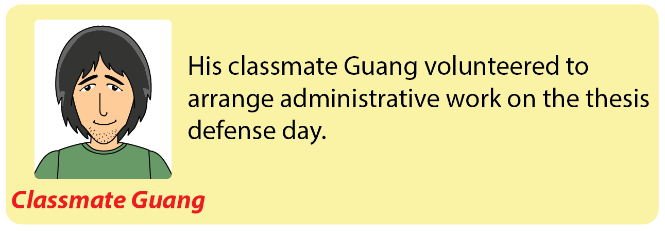 His classmate Guang volunteered to
arrange administrative work on the thesis
defense day.
Classmate Guang